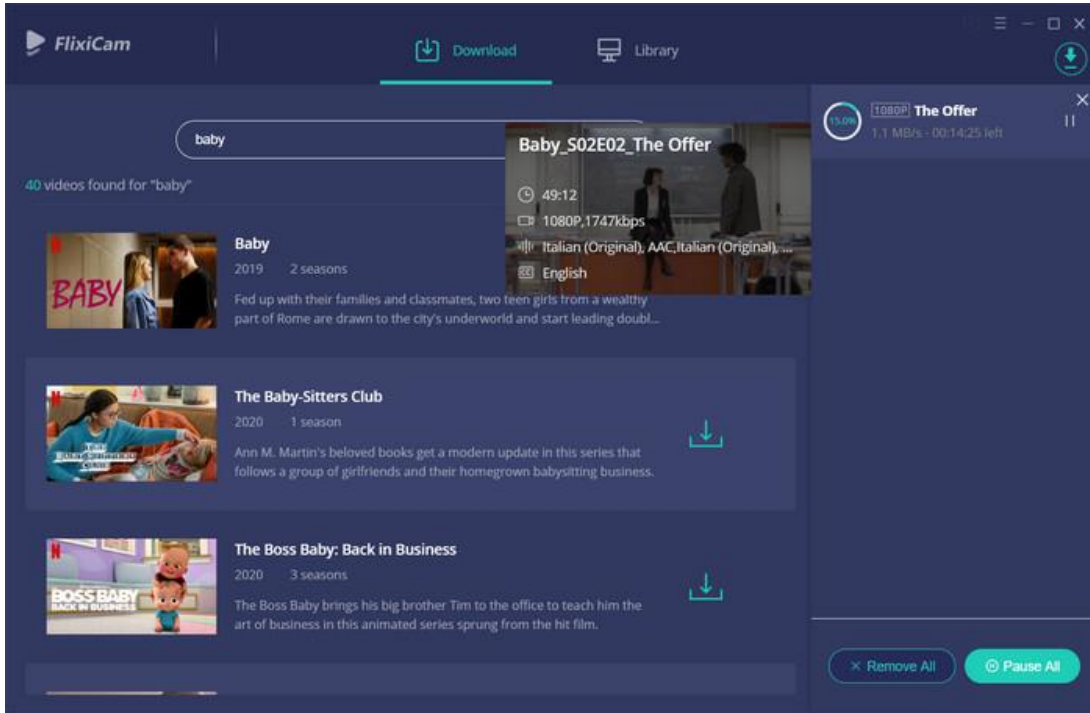 FlixiCam
Download
Library
baby
40 videos found for "baby"
Baby_S02E02_The Offer
49:12
1080P,1747kbps
Italian (Original), AAC,Italian (Original), ...
CC English
15.0%
1080P The Offer
1.1 MB/s - 00:14:25 left
N
BABY
Baby
2019 2 seasons
Fed up with their families and classmates, two teen girls from a wealthy
part of Rome are drawn to the city's underworld and start leading doubl...
N
THE
BABY-SITTERS
CLUB
The Baby-Sitters Club
2020 1 season
Ann M. Martin's beloved books get a modern update in this series that
follows a group of girlfriends and their homegrown babysitting business.
N
BOSS BABY
BACK IN BUSINESS
The Boss Baby: Back in Business
2020 3 seasons
The Boss Baby brings his big brother Tim to the office to teach him the
art of business in this animated series sprung from the hit film.
Remove All
Pause All